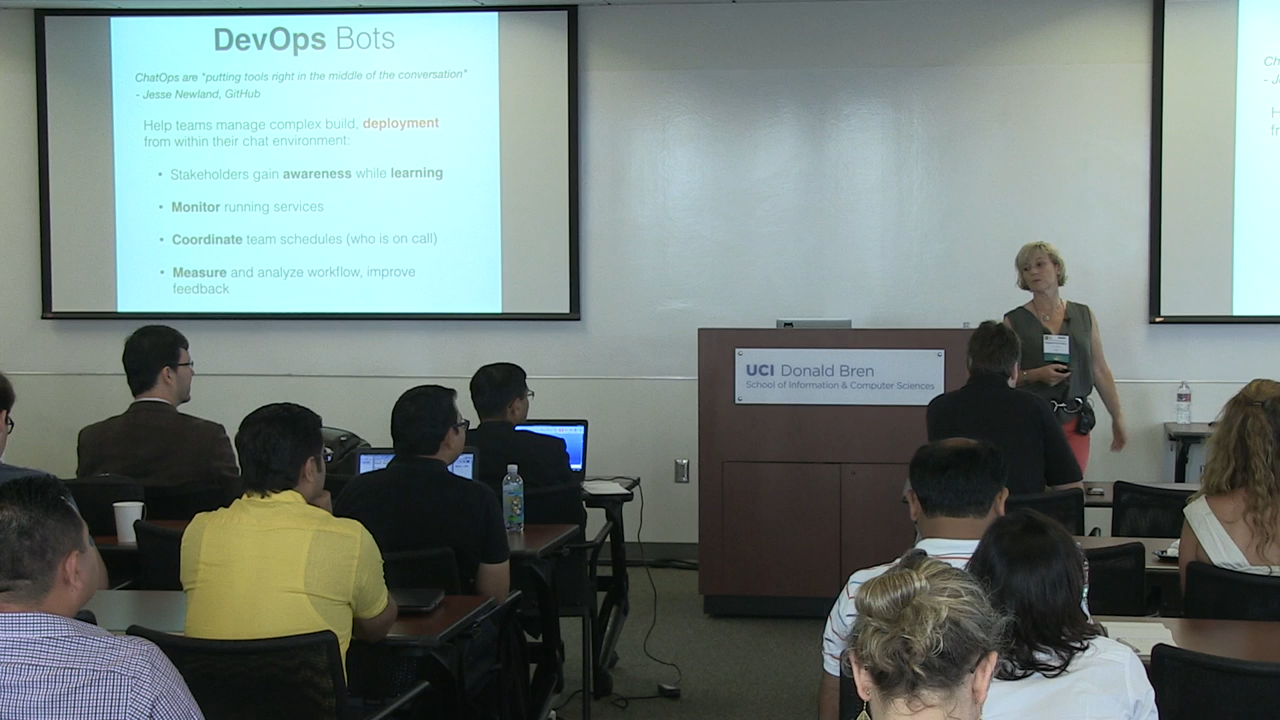 DevOps Bots
ChatOps are "putting tools right in the middle of the conversation"
- Jesse Newland, GitHub
Help teams manage complex build, deployment
from within their chat environment:
• Stakeholders gain awareness while learning
• Monitor running services
• Coordinate team schedules (who is on call)
• Measure and analyze workflow, improve
feedback
UCI Donald Bren
School of Information & Computer Sciences
Ch
- J
H
fr